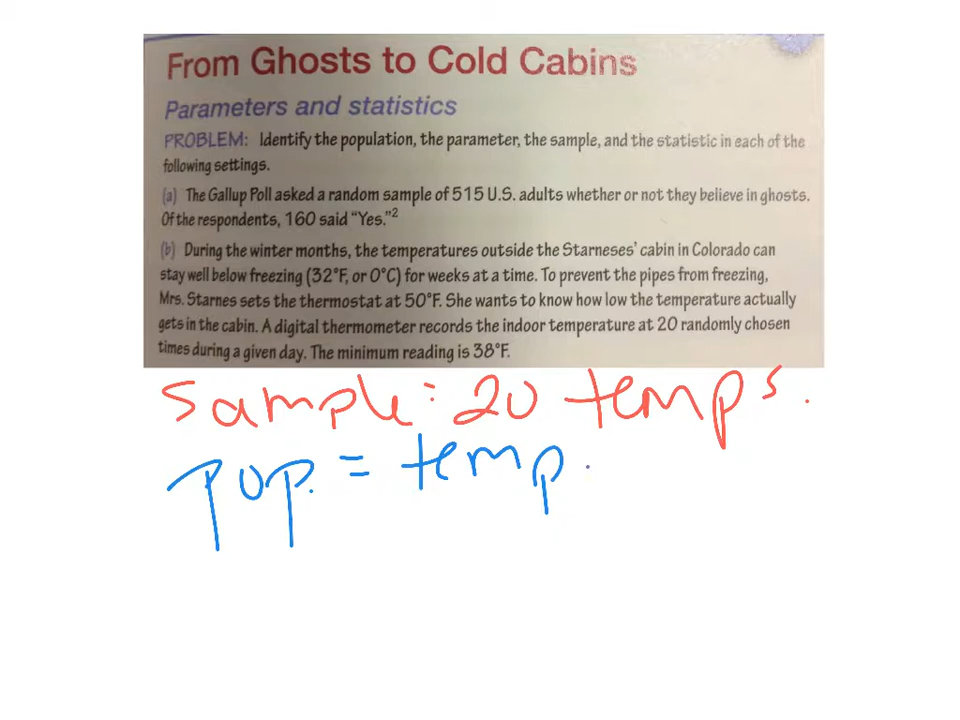 From Ghosts to Cold Cabins
Parameters and statistics
PROBLEM: Identify the population, the parameter, the sample, and the statistic in each of the
following settings.
(a) The Gallup Poll asked a random sample of 515 U.S. adults whether or not they believe in ghosts.
Of the respondents, 160 said “Yes.”2
(b) During the winter months, the temperatures outside the Starneses’ cabin in Colorado can
stay well below freezing (32°F, or 0°C) for weeks at a time. To prevent the pipes from freezing,
Mrs. Starnes sets the thermostat at 50°F. She wants to know how low the temperature actually
gets in the cabin. A digital thermometer records the indoor temperature at 20 randomly chosen
times during a given day. The minimum reading is 38°F.
Sample: 20 temps.
pop. = temp.